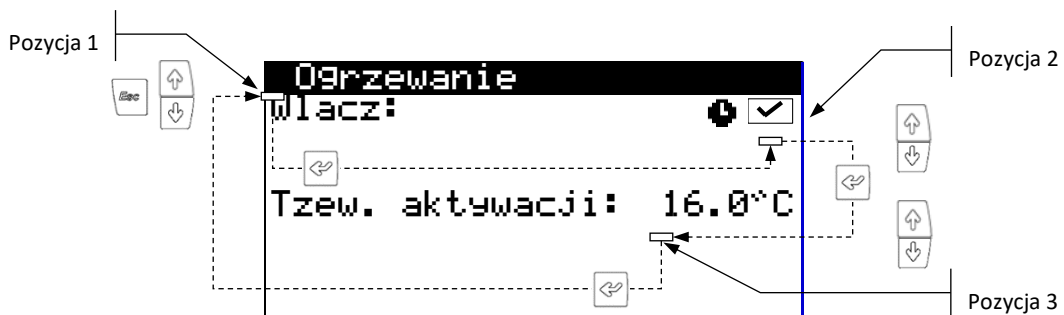 Pozycja 1
Pozycja 2
Esc
Ogrzewanie
Wlacz:
Tzew. aktywacji: 16.0°C
Pozycja 3